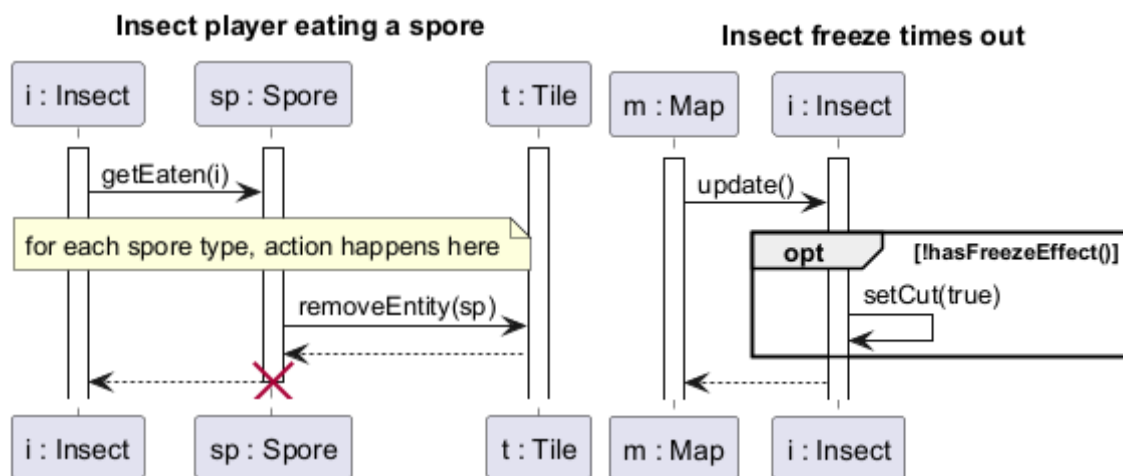 Insect player eating a spore
i : Insect
sp : Spore
t : Tile
getEaten(i)
for each spore type, action happens here
removeEntity(sp)
i : Insect
sp : Spore
t : Tile
Insect freeze times out
m : Map
i : Insect
update()
opt
[!hasFreezeEffect()]
setCut(true)
m : Map
i : Insect